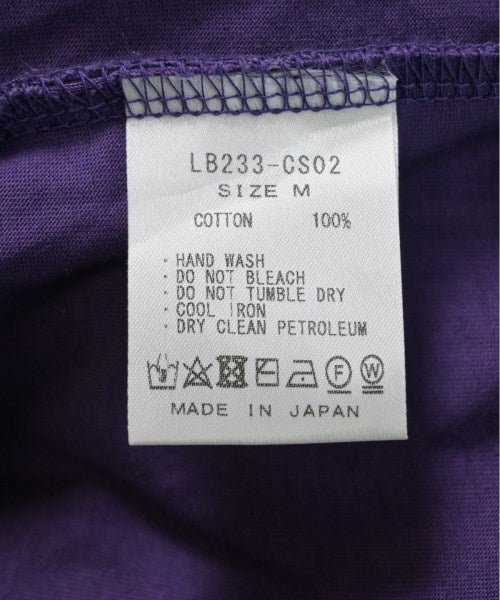 LB233-CS02
SIZE M
COTTON 100%
· HAND WASH
· DO NOT BLEACH
· DO NOT TUMBLE DRY
· COOL IRON
· DRY CLEAN PETROLEUM
F W
MADE IN JAPAN